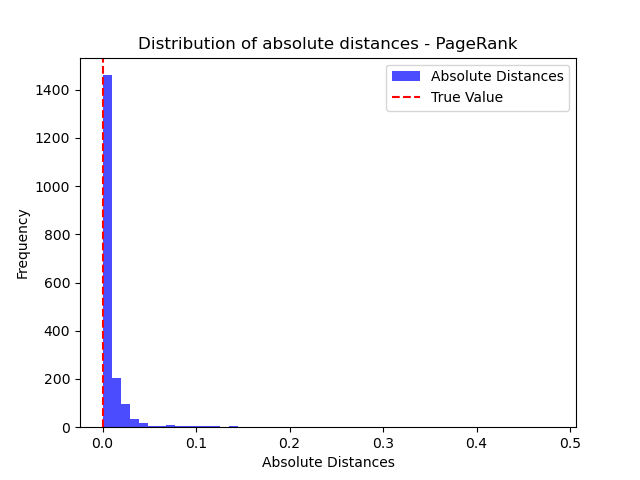 Distribution of absolute distances - PageRank
Absolute Distances
True Value
Frequency
1400
1200
1000
800
600
400
200
0
0.0 0.1 0.2 0.3 0.4 0.5
Absolute Distances